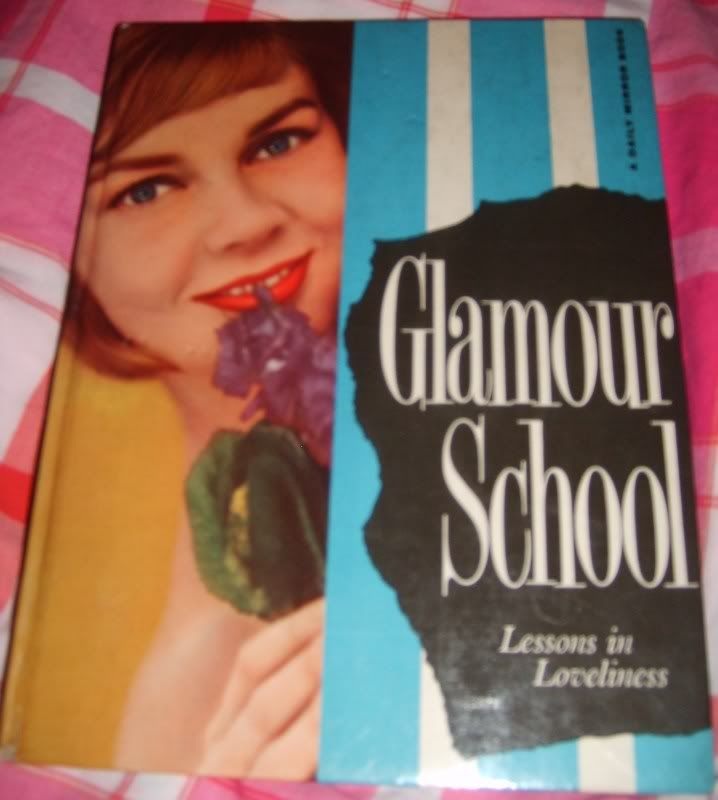 A DAILY MIRROR BOOK
Glamour
School
Lessons in
Loveliness